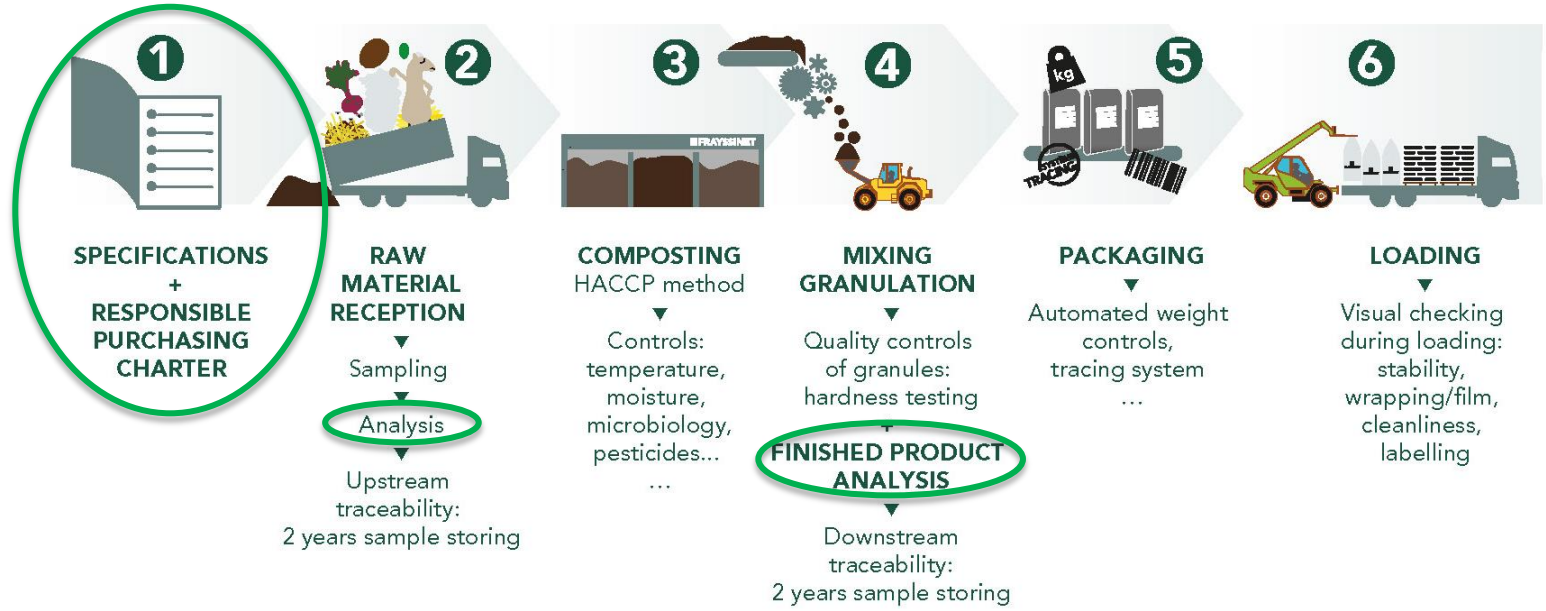 1
SPECIFICATIONS
+
RESPONSIBLE
PURCHASING
CHARTER
2
RAW
MATERIAL
RECEPTION
Sampling
Analysis
Upstream
traceability:
2 years sample storing
3
FRAYSSINET
COMPOSTING
HACCP method
Controls:
temperature,
moisture,
microbiology,
pesticides...
...
4
MIXING
GRANULATION
Quality controls
of granules:
hardness testing
+
FINISHED PRODUCT
ANALYSIS
Downstream
traceability:
2 years sample storing
5
kg
SYSTEM
TRACING
PACKAGING
Automated weight
controls,
tracing system
...
6
LOADING
Visual checking
during loading:
stability,
wrapping/film,
cleanliness,
labelling